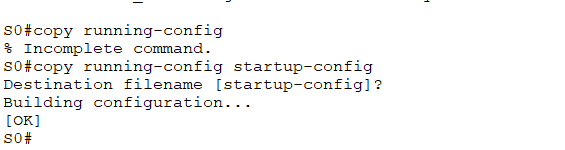 S0#copy running-config
% Incomplete command.
S0#copy running-config startup-config
Destination filename [startup-config]?
Building configuration...
[OK]
S0#